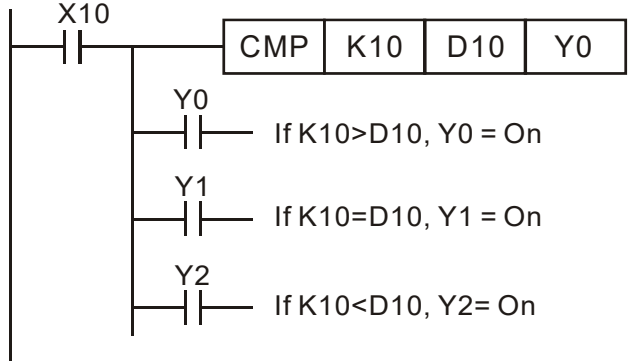 X10
CMP K10 D10 Y0
Y0
If K10>D10, Y0 = On
Y1
If K10=D10, Y1 = On
Y2
If K10<D10, Y2= On